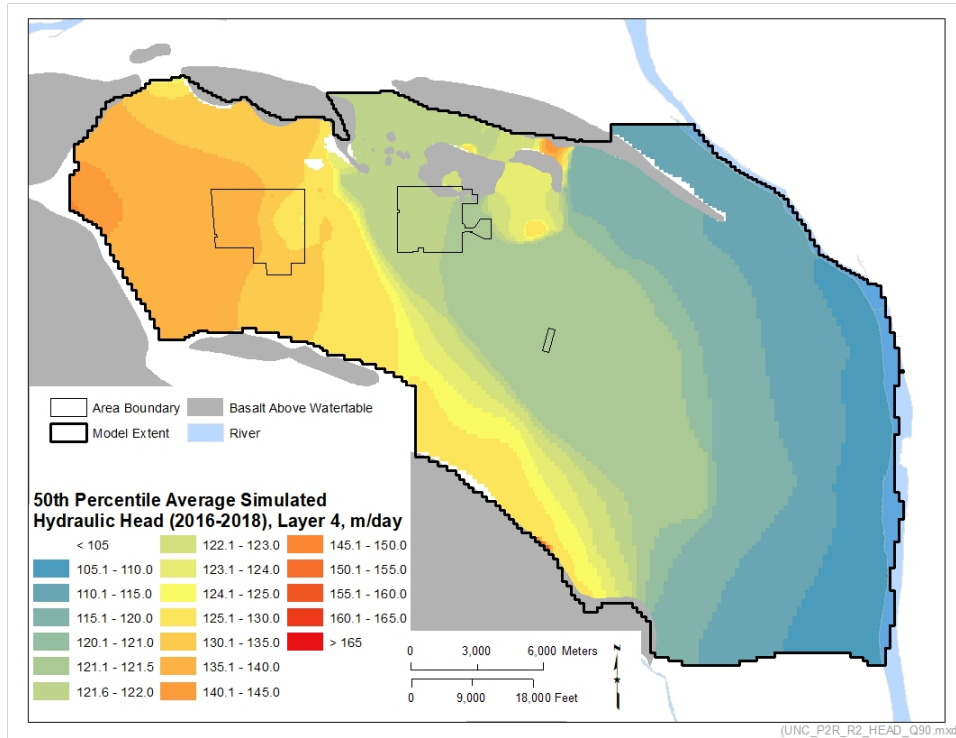 Area Boundary
Basalt Above Watertable
Model Extent
River
50th Percentile Average Simulated
Hydraulic Head (2016-2018), Layer 4, m/day
< 105
105.1 - 110.0
110.1 - 115.0
115.1 - 120.0
120.1 - 121.0
121.1 - 121.5
121.6 - 122.0
122.1 - 123.0
123.1 - 124.0
124.1 - 125.0
125.1 - 130.0
130.1 - 135.0
135.1 - 140.0
140.1 - 145.0
145.1 - 150.0
150.1 - 155.0
155.1 - 160.0
160.1 - 165.0
> 165
0 3,000 6,000 Meters
0 9,000 18,000 Feet
N
(UNC_P2R_R2_HEAD_Q90.mxd